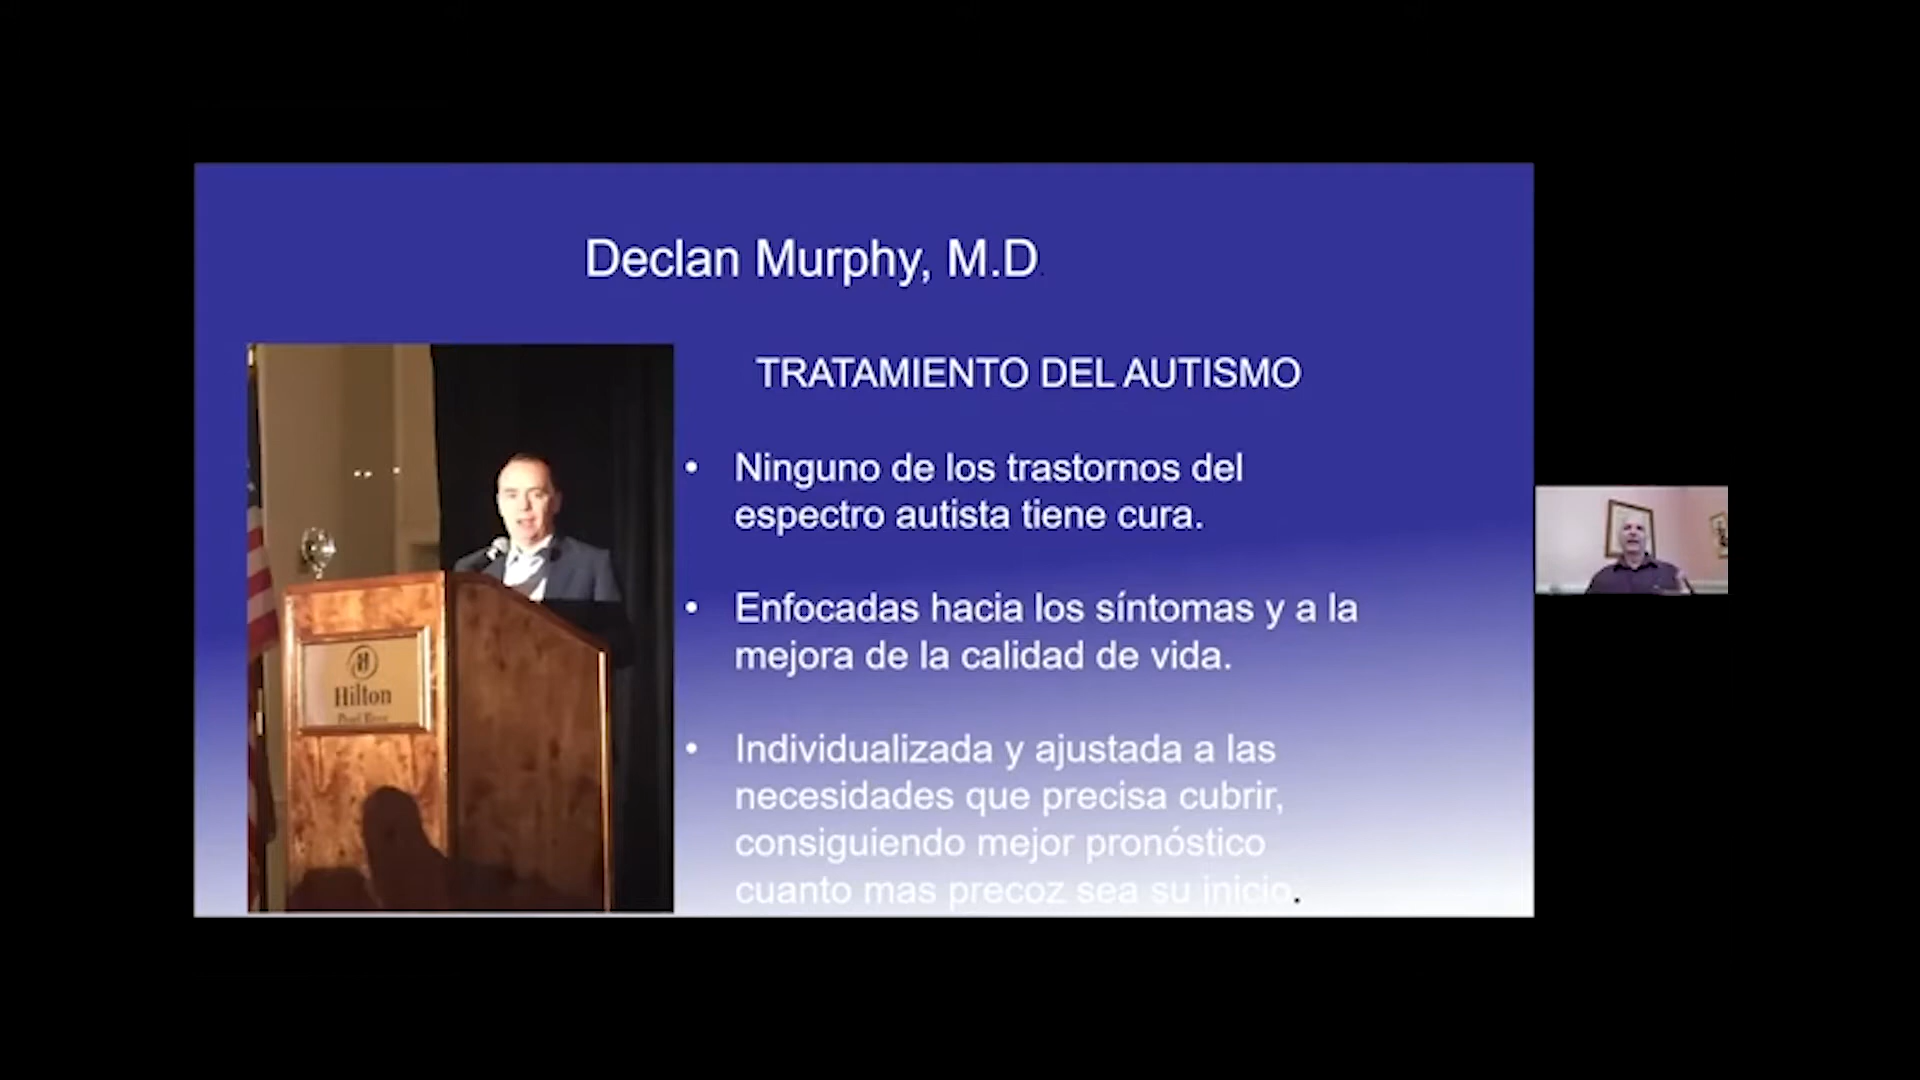 Declan Murphy, M.D.
TRATAMIENTO DEL AUTISMO
• Ninguno de los trastornos del
espectro autista tiene cura.
• Enfocadas hacia los síntomas y a la
mejora de la calidad de vida.
• Individualizada y ajustada a las
necesidades que precisa cubrir,
consiguiendo mejor pronóstico
cuanto mas precoz sea su inicio.
Hilton
Pearl River